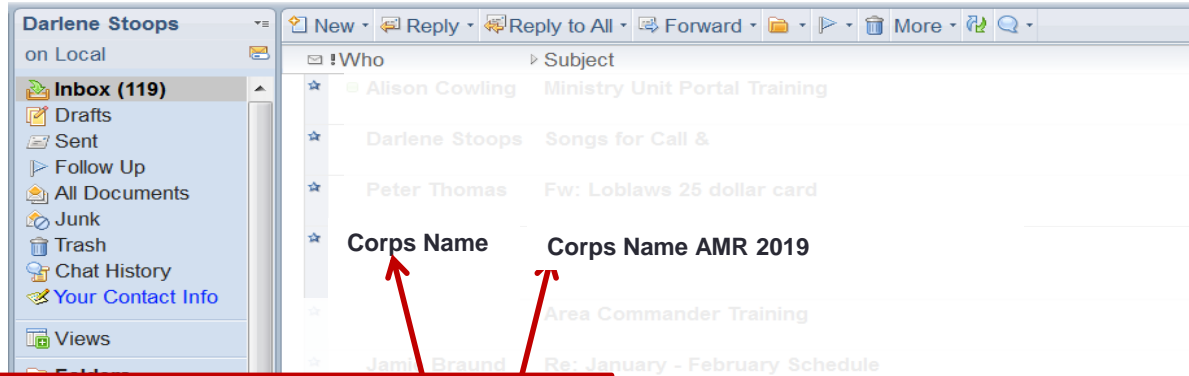 Darlene Stoops
on Local
Inbox (119)
Drafts
Sent
Follow Up
All Documents
Junk
Trash
Chat History
Your Contact Info
Views
Folders
New Reply Reply to All Forward More
! Who Subject
Alison Cowling Ministry Unit Portal Training
Darlene Stoops Songs for Call &
Peter Thomas Fw: Loblaws 25 dollar card
Corps Name Corps Name AMR 2019
Area Commander Training
Jamie Braund Re: January - February Schedule